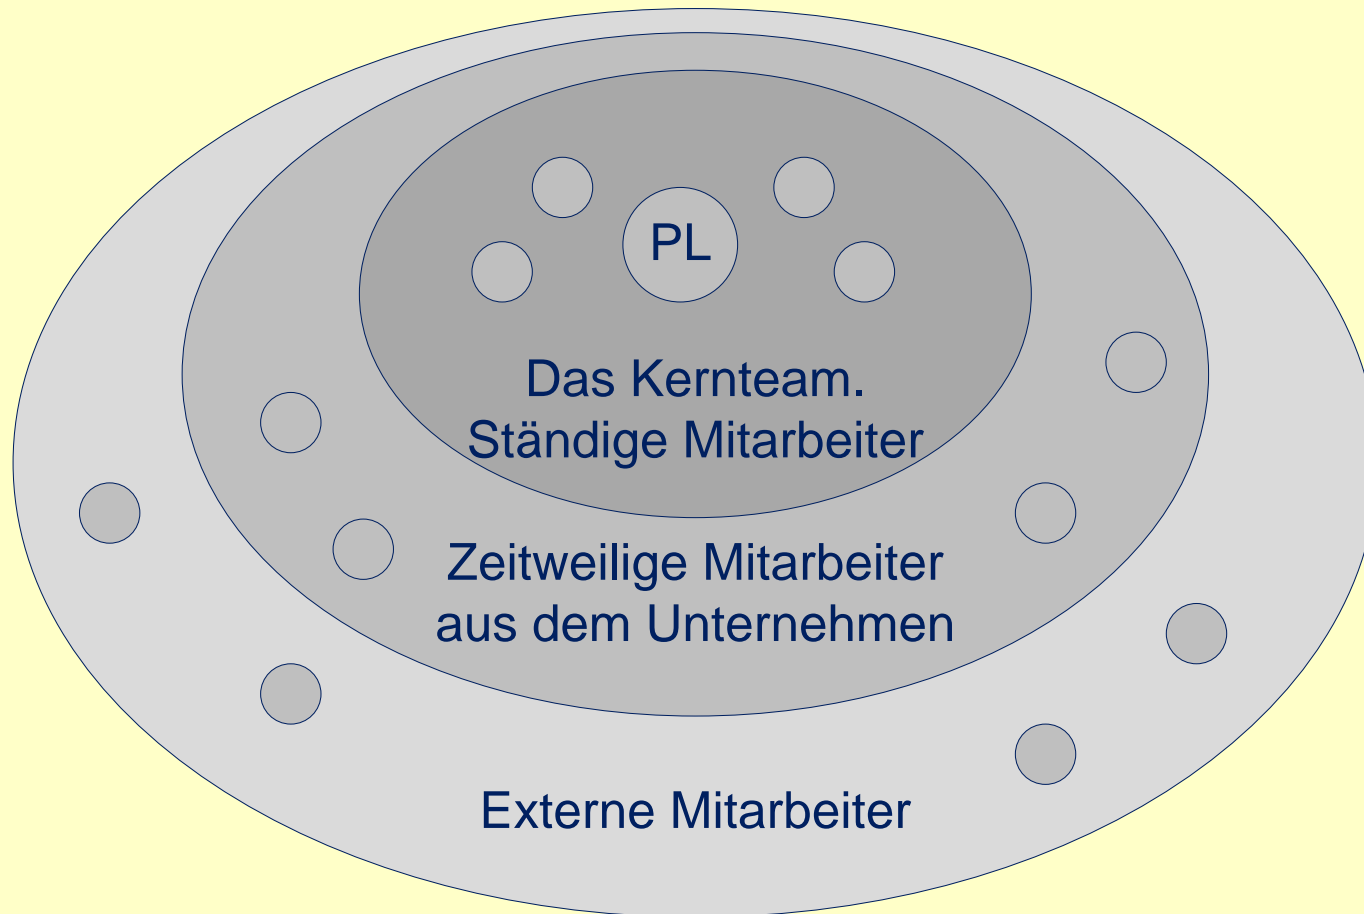 PL
Das Kernteam.
Ständige Mitarbeiter
Zeitweilige Mitarbeiter
aus dem Unternehmen
Externe Mitarbeiter